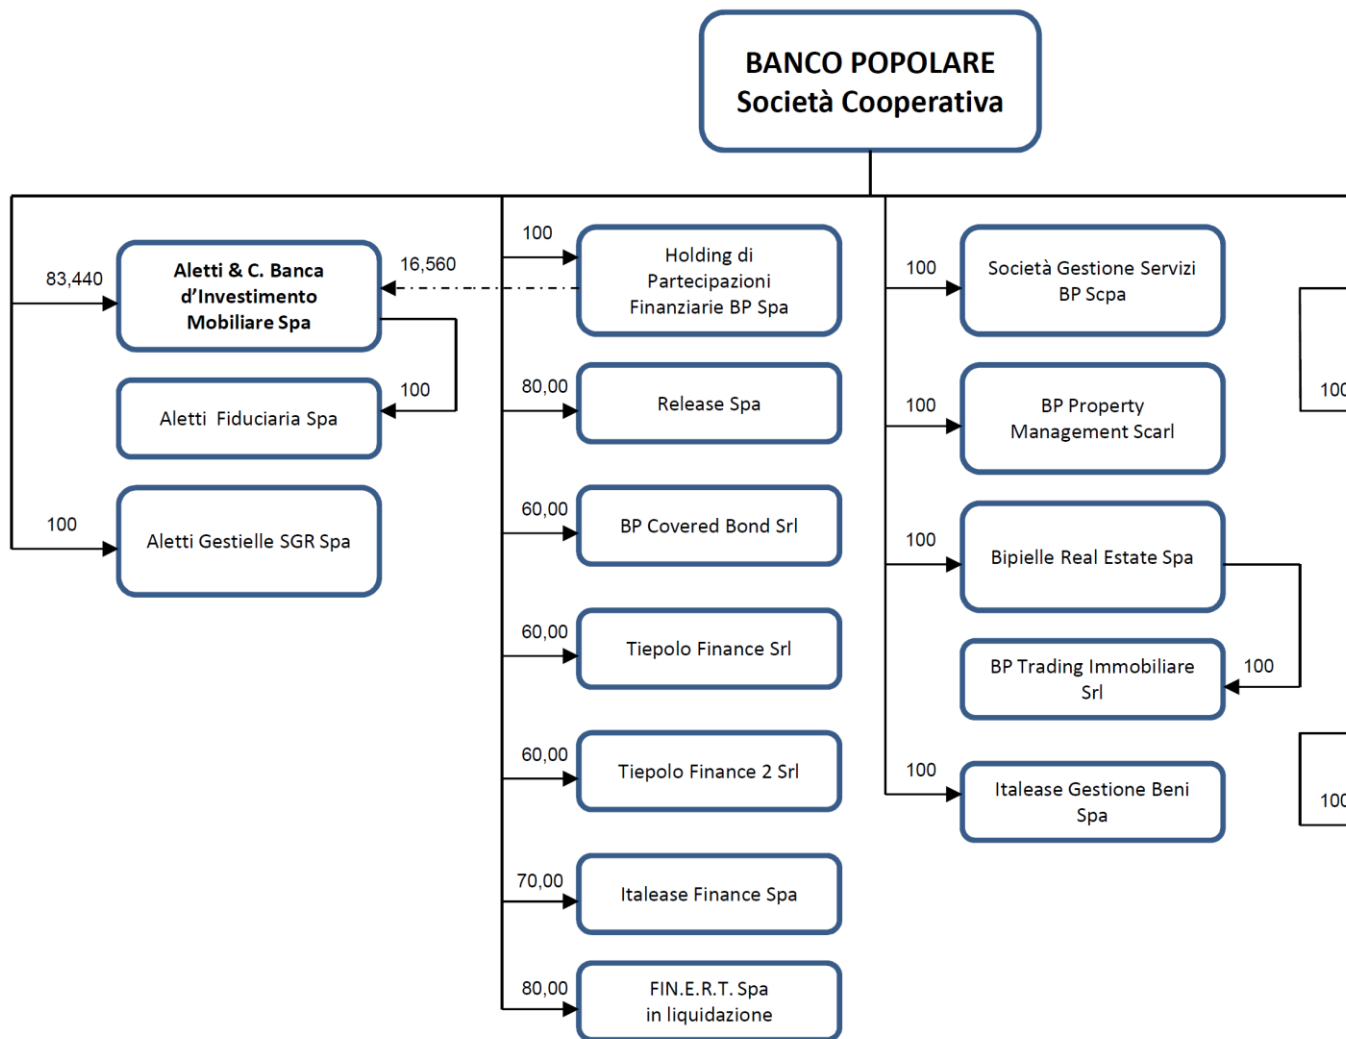 BANCO POPOLARE
Società Cooperativa
83,440
Aletti & C. Banca
d’Investimento
Mobiliare Spa
16,560
100
Aletti  Fiduciaria Spa
100
Aletti Gestielle SGR Spa
100
Holding di
Partecipazioni
Finanziarie BP Spa
80,00
Release Spa
60,00
BP Covered Bond Srl
60,00
Tiepolo Finance Srl
60,00
Tiepolo Finance 2 Srl
70,00
Italease Finance Spa
80,00
FIN.E.R.T. Spa
in liquidazione
100
Società Gestione Servizi
BP Scpa
100
BP Property
Management Scarl
100
Bipielle Real Estate Spa
BP Trading Immobiliare
Srl
100
100
Italease Gestione Beni
Spa
100
100